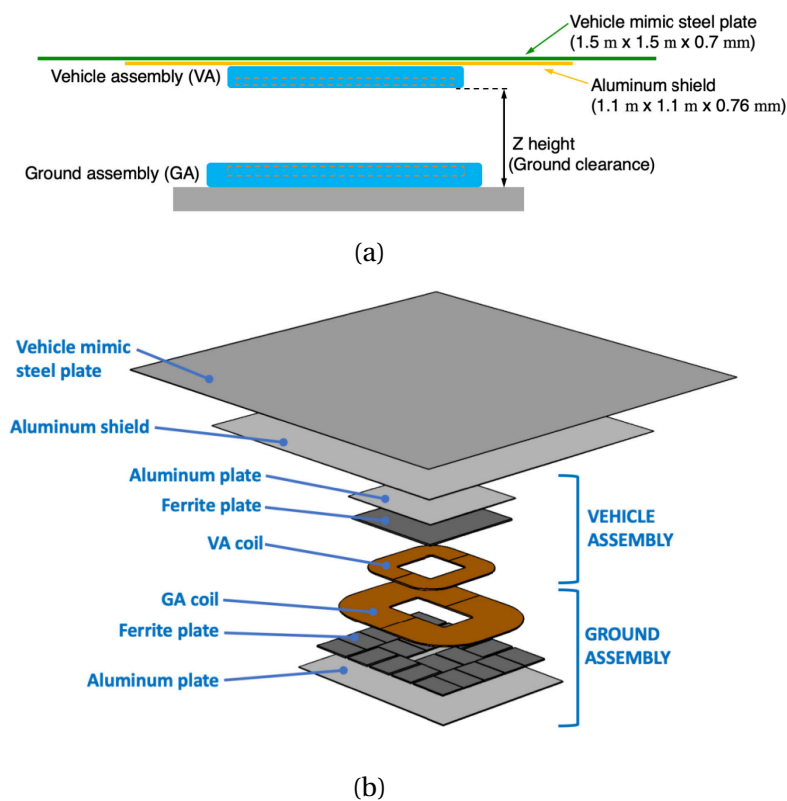 Vehicle mimic steel plate
(1.5 m x 1.5 m x 0.7 mm)
Vehicle assembly (VA)
Aluminum shield
(1.1 m x 1.1 m x 0.76 mm)
Z height
(Ground clearance)
Ground assembly (GA)
(a)
Vehicle mimic
steel plate
Aluminum shield
Aluminum plate
Ferrite plate
VA coil
VEHICLE
ASSEMBLY
GA coil
Ferrite plate
Aluminum plate
GROUND
ASSEMBLY
(b)